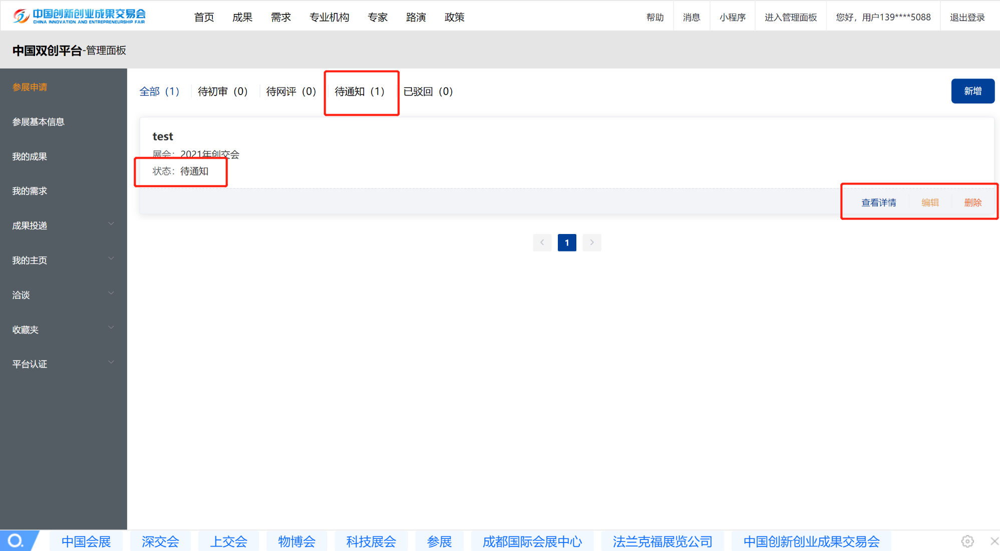 中国创新创业成果交易会
CHINA INNOVATION AND ENTREPRENEURSHIP FAIR
首页 成果 需求 专业机构 专家 路演 政策
帮助 消息 小程序 进入管理面板 您好，用户139****5088 退出登录
中国双创平台-管理面板
参展申请
参展基本信息
我的成果
我的需求
成果投递
我的主页
洽谈
收藏夹
平台认证
全部（1） 待初审（0） 待网评（0） 待通知（1） 已驳回（0）
新增
test
展会：2021年创交会
状态：待通知
查看详情 编辑 删除
1
中国会展 深交会 上交会 物博会 科技展会 参展 成都国际会展中心 法兰克福展览公司 中国创新创业成果交易会